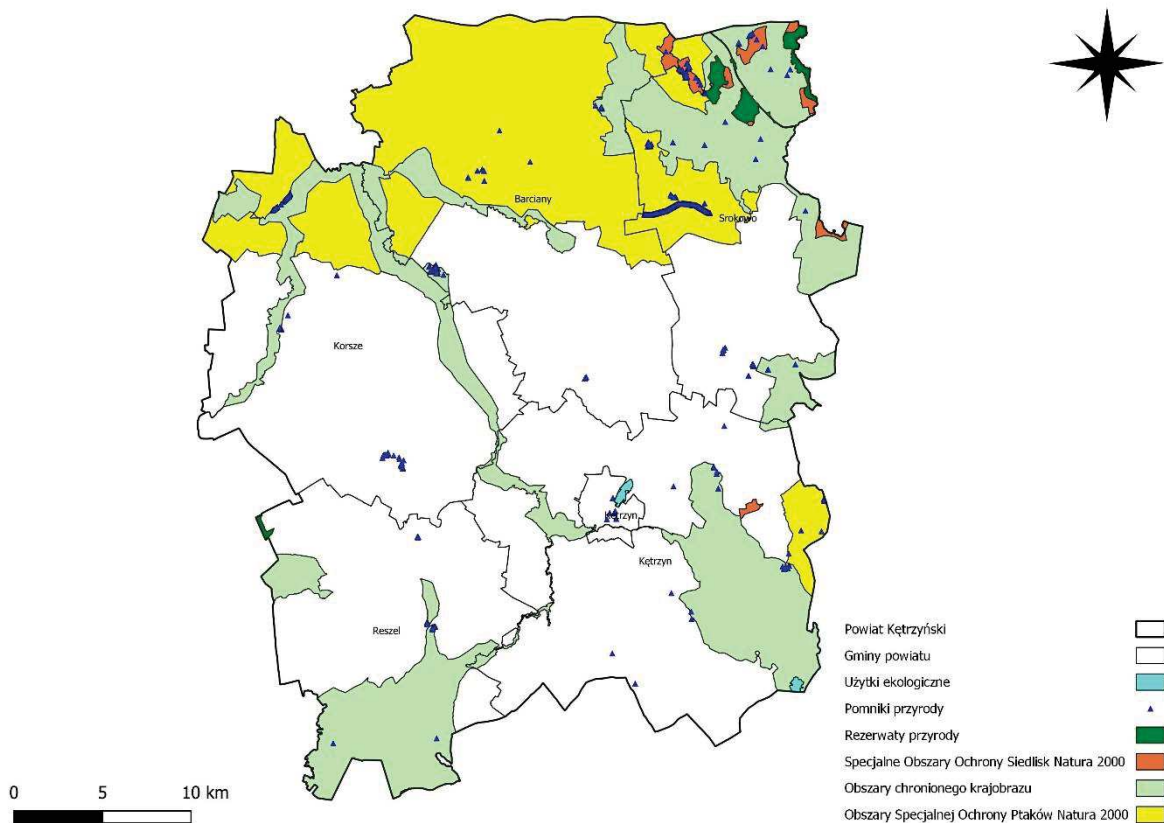 Barciany
Srokowo
Korsze
Kętrzyn
Kętrzyn
Reszel
Powiat Kętrzyński
Gminy powiatu
Użytki ekologiczne
Pomniki przyrody
Rezerwaty przyrody
Specjalne Obszary Ochrony Siedlisk Natura 2000
Obszary chronionego krajobrazu
Obszary Specjalnej Ochrony Ptaków Natura 2000
0 5 10 km